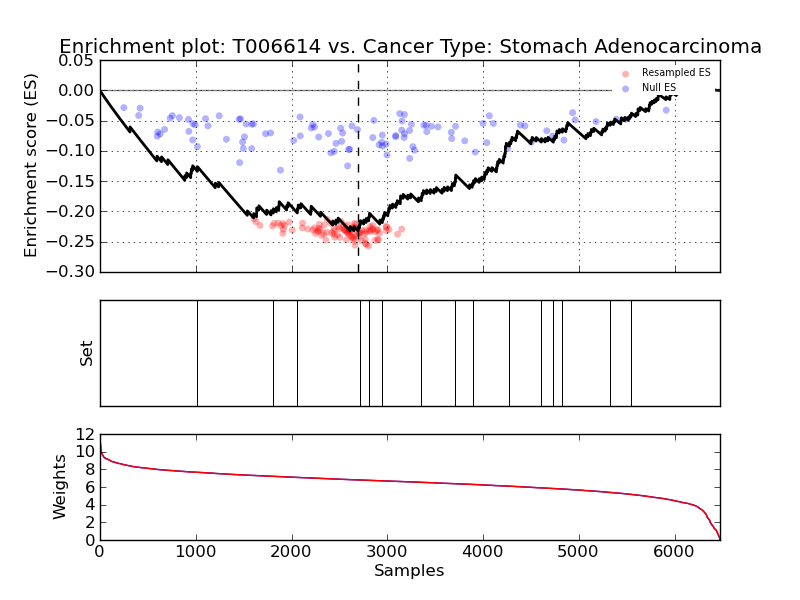 Enrichment plot: T006614 vs. Cancer Type: Stomach Adenocarcinoma
Enrichment score (ES)
0.05
0.00
−0.05
−0.10
−0.15
−0.20
−0.25
−0.30
Resampled ES
Null ES
Set
Weights
12
10
8
6
4
2
0
0 1000 2000 3000 4000 5000 6000
Samples